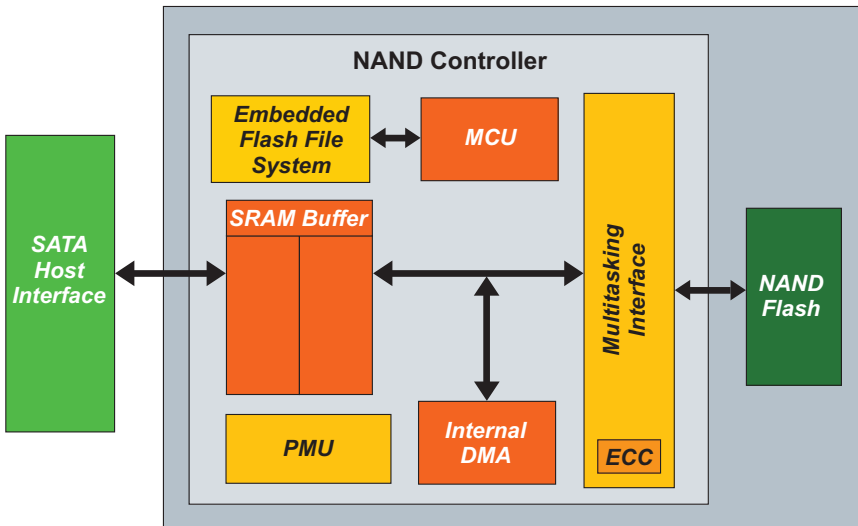 NAND Controller
Embedded
Flash File
System
MCU
SRAM Buffer
SATA
Host
Interface
Multitasking
Interface
NAND
Flash
PMU
Internal
DMA
ECC